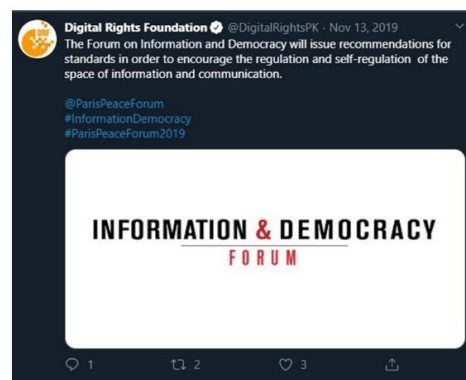 Digital Rights Foundation @DigitalRightsPK · Nov 13, 2019
The Forum on Information and Democracy will issue recommendations for
standards in order to encourage the regulation and self-regulation of the
space of information and communication.
@ParisPeaceForum
#InformationDemocracy
#ParisPeaceForum2019
INFORMATION & DEMOCRACY
FORUM
1 2 3